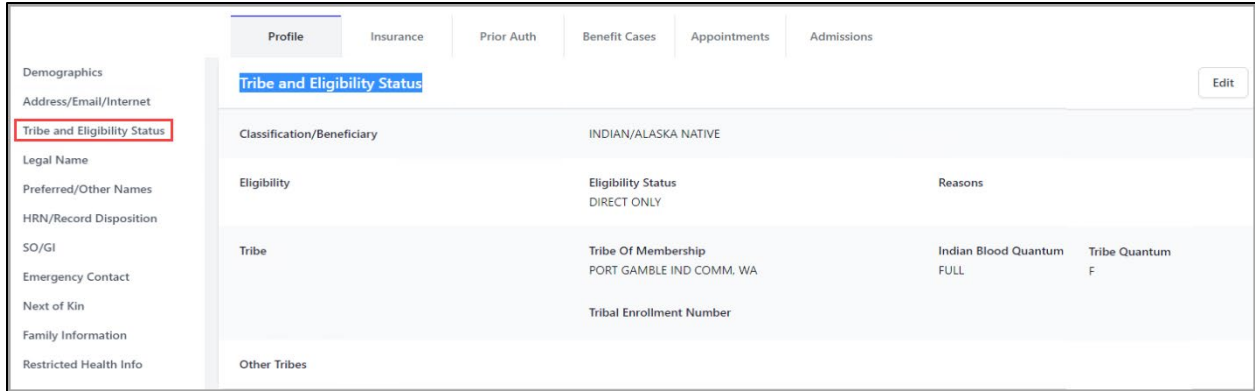 Profile Insurance Prior Auth Benefit Cases Appointments Admissions
Demographics
Address/Email/Internet
Tribe and Eligibility Status
Legal Name
Preferred/Other Names
HRN/Record Disposition
SO/GI
Emergency Contact
Next of Kin
Family Information
Restricted Health Info
Tribe and Eligibility Status Edit
Classification/Beneficiary INDIAN/ALASKA NATIVE
Eligibility Eligibility Status Reasons
DIRECT ONLY
Tribe Tribe Of Membership Indian Blood Quantum Tribe Quantum
PORT GAMBLE IND COMM. WA FULL F
Tribal Enrollment Number
Other Tribes